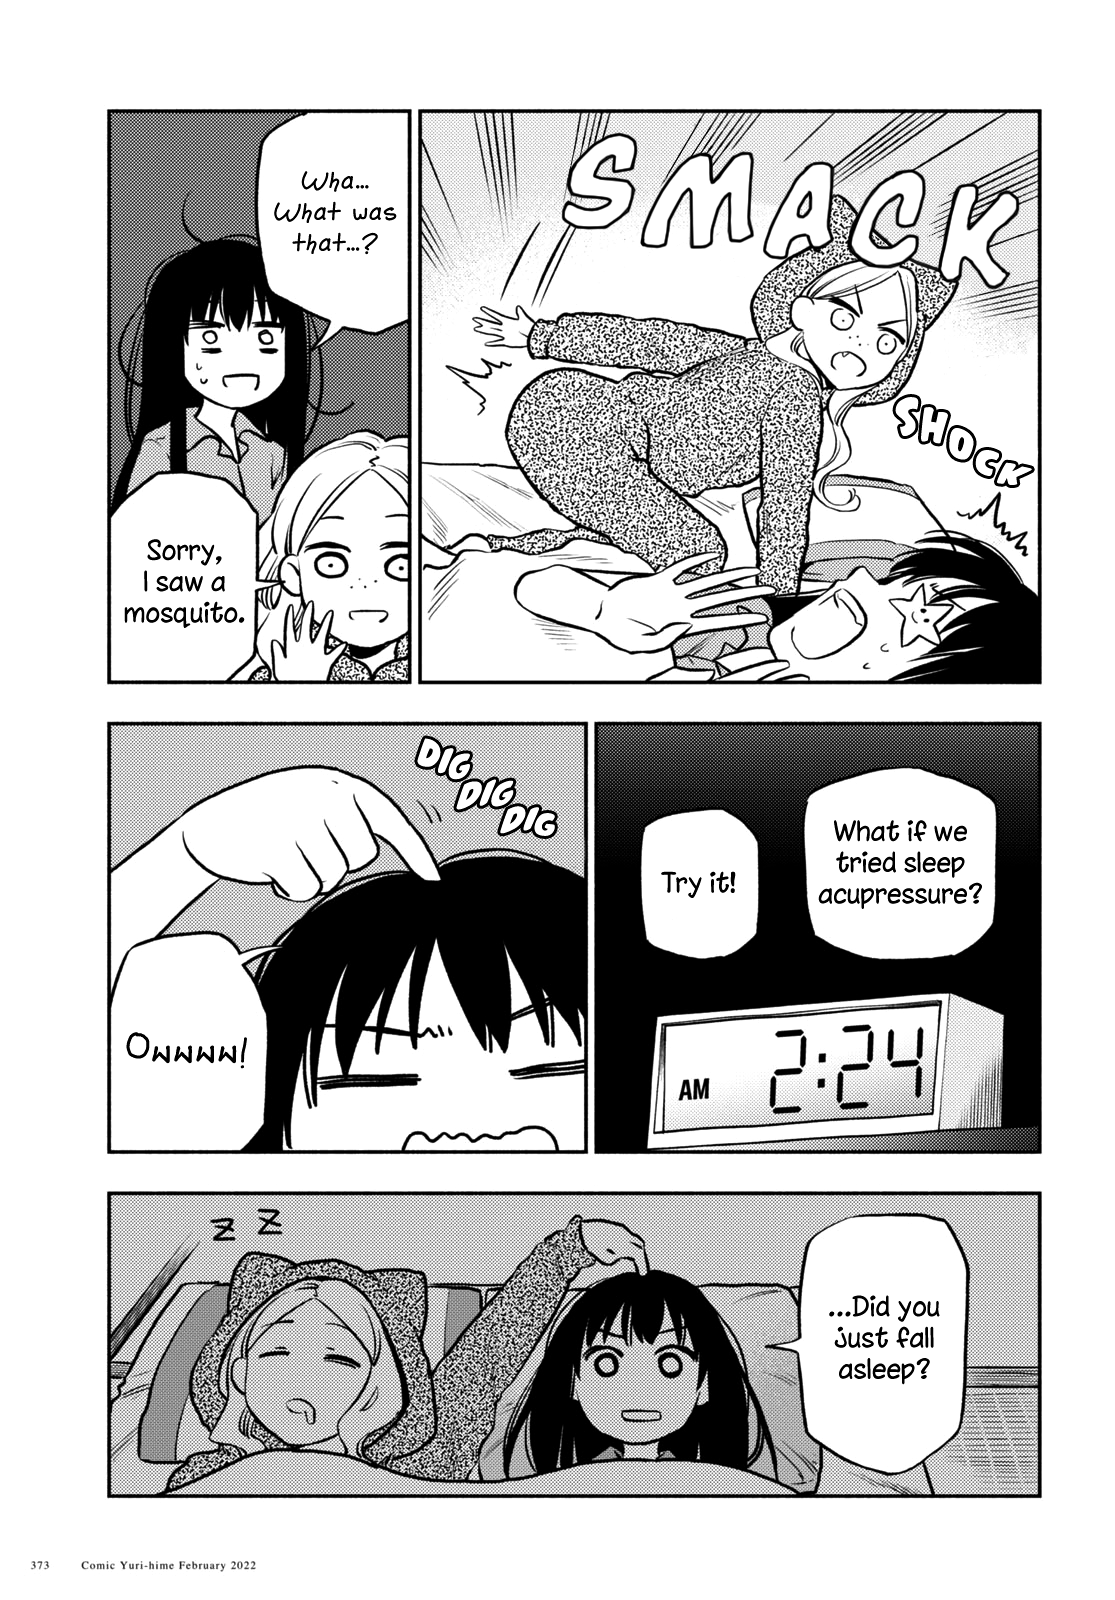 SMACK
SHOCK
Wha...
What was
that...?
Sorry,
I saw a
mosquito.
What if we
tried sleep
acupressure?
Try it!
AM 2:24
DIG
DIG
DIG
Owwww!
Z Z
...Did you
just fall
asleep?
373 Comic Yuri-hime February 2022